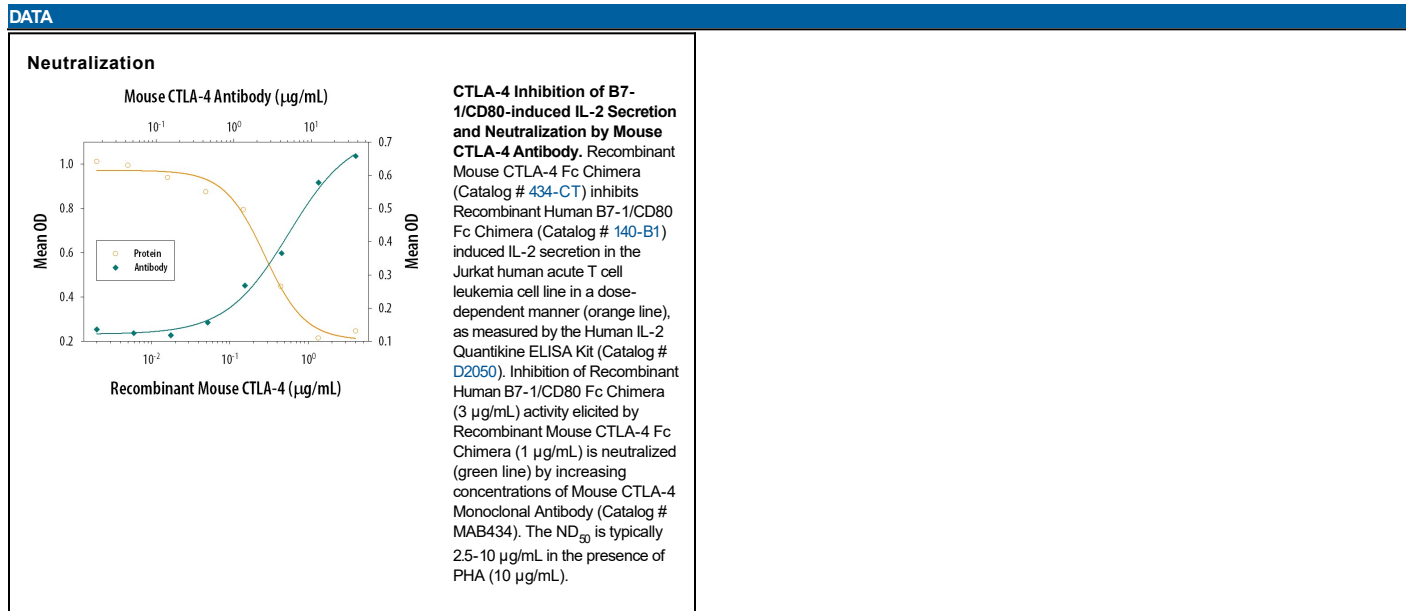 DATA
Neutralization
Mouse CTLA-4 Antibody (µg/mL)
10⁻¹ 10⁰ 10¹
Mean OD
1.0
0.8
0.6
0.4
0.2
0.7
0.6
0.5
0.4
0.3
0.2
0.1
Mean OD
Protein
Antibody
10⁻² 10⁻¹ 10⁰
Recombinant Mouse CTLA-4 (µg/mL)
CTLA-4 Inhibition of B7-
1/CD80-induced IL-2 Secretion
and Neutralization by Mouse
CTLA-4 Antibody. Recombinant
Mouse CTLA-4 Fc Chimera
(Catalog # 434-CT) inhibits
Recombinant Human B7-1/CD80
Fc Chimera (Catalog # 140-B1)
induced IL-2 secretion in the
Jurkat human acute T cell
leukemia cell line in a dose-
dependent manner (orange line),
as measured by the Human IL-2
Quantikine ELISA Kit (Catalog #
D2050). Inhibition of Recombinant
Human B7-1/CD80 Fc Chimera
(3 µg/mL) activity elicited by
Recombinant Mouse CTLA-4 Fc
Chimera (1 µg/mL) is neutralized
(green line) by increasing
concentrations of Mouse CTLA-4
Monoclonal Antibody (Catalog #
MAB434). The ND₅₀ is typically
2.5-10 µg/mL in the presence of
PHA (10 µg/mL).